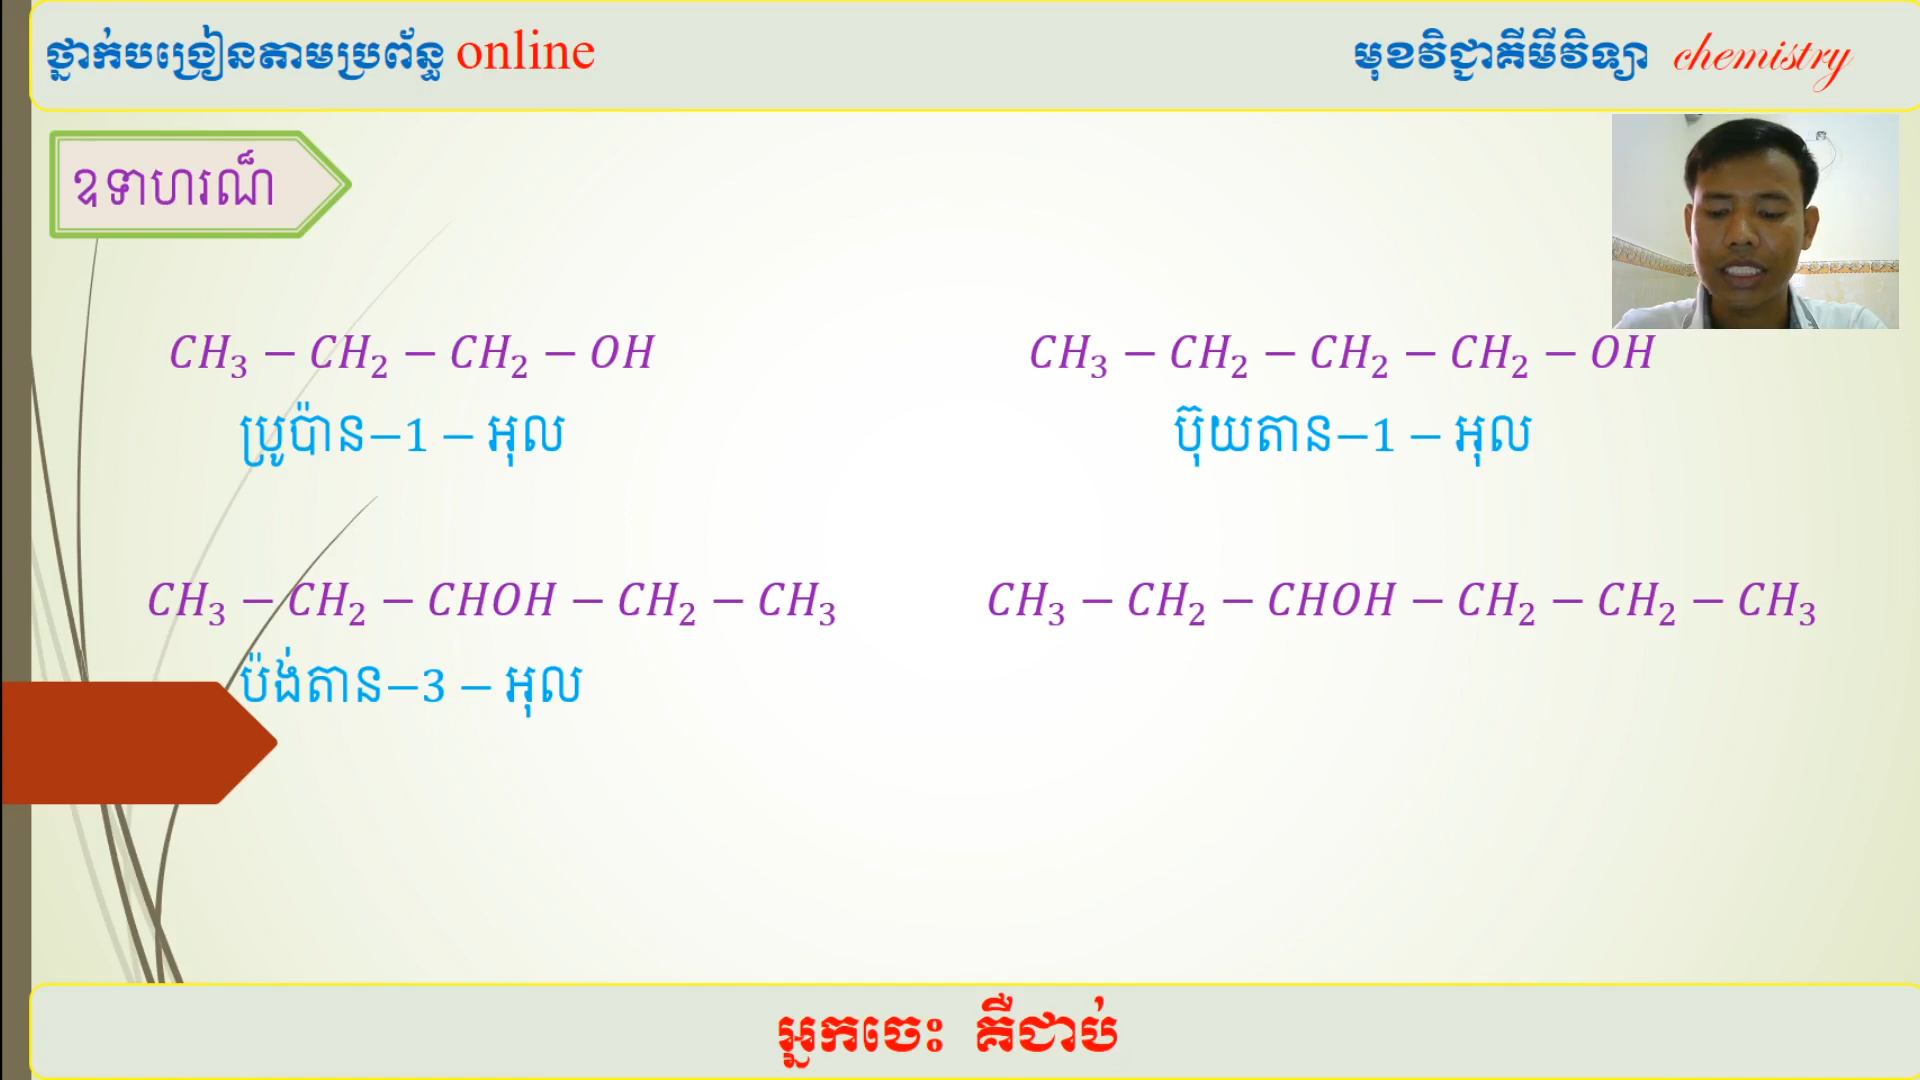 ថ្នាក់បង្រៀនតាមប្រព័ន្ធ online
មុខវិជ្ជាគីមីវិទ្យា chemistry
ឧទាហរណ៏
CH₃ − CH₂ − CH₂ − OH
ប្រូប៉ាន−1 − អុល
CH₃ − CH₂ − CH₂ − CH₂ − OH
ប៊ុយតាន−1 − អុល
CH₃ − CH₂ − CHOH − CH₂ − CH₃
ប៉ង់តាន−3 − អុល
CH₃ − CH₂ − CHOH − CH₂ − CH₂ − CH₃
អ្នកចេះ គឺជាប់